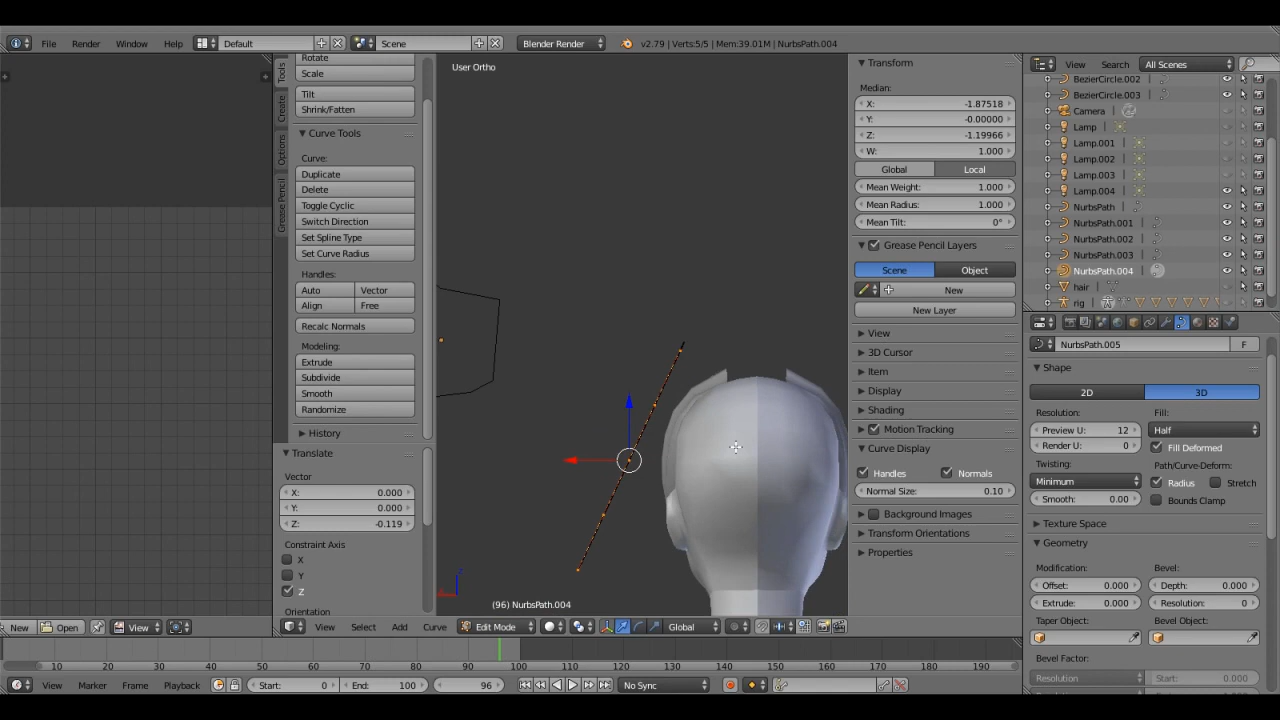 File Render Window Help Default Scene Blender Render v2.79 | Verts:5/5 | Mem:39.01M | NurbsPath.004
Rotate
Scale
Tilt
Shrink/Fatten
Curve Tools
Curve:
Duplicate
Delete
Toggle Cyclic
Switch Direction
Set Spline Type
Set Curve Radius
Handles:
Auto Vector
Align Free
Recalc Normals
Modeling:
Extrude
Subdivide
Smooth
Randomize
History
Translate
Vector
X: 0.000
Y: 0.000
Z: -0.119
Constraint Axis
X
Y
Z
Orientation
Tools
Create
Options
Grease Pencil
User Ortho
(96) NurbsPath.004
Transform
Median:
X: -1.87518
Y: -0.00000
Z: -1.19966
W: 1.000
Global Local
Mean Weight: 1.000
Mean Radius: 1.000
Mean Tilt: 0°
Grease Pencil Layers
Scene Object
New
New Layer
View
3D Cursor
Item
Display
Shading
Motion Tracking
Curve Display
Handles Normals
Normal Size: 0.10
Background Images
Transform Orientations
Properties
View Search All Scenes
BezierCircle.002
BezierCircle.003
Camera
Lamp
Lamp.001
Lamp.002
Lamp.003
Lamp.004
NurbsPath
NurbsPath.001
NurbsPath.002
NurbsPath.003
NurbsPath.004
hair
rig
NurbsPath.005 F
Shape
2D 3D
Resolution: Fill:
Preview U: 12 Half
Render U: 0 Fill Deformed
Twisting: Path/Curve-Deform:
Minimum Radius Stretch
Smooth: 0.00 Bounds Clamp
Texture Space
Geometry
Modification: Bevel:
Offset: 0.000 Depth: 0.000
Extrude: 0.000 Resolution: 0
Taper Object: Bevel Object:
Bevel Factor:
Resolution Start: 0.000
New Open View
View Select Add Curve Edit Mode Global
10 20 30 40 50 60 70 80 90 100 110 120 130 140 150 160 170 180 190
View Marker Frame Playback Start: 0 End: 100 96 No Sync